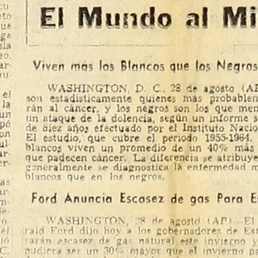 El Mundo al Mi
Viven más los Blancos que los Negros
WASHINGTON, D. C., 28 de agosto (AP
son estadísticamente quienes más probablemen
rán al cáncer, y los negros son los que men
un ataque de la dolencia, según un informe s
de diez años efectuado por el Instituto Nacio
El estudio, que cubre el período 1955-1964,
blancos viven un promedio de un 40% más
que padecen cáncer. La diferencia se atribuye
generalmente se diagnostica la enfermedad m
blancos que en los negros.
Ford Anuncia Escasez de gas Para E
WASHINGTON, 28 de agosto (AP)—El
rald Ford dijo hoy a los gobernadores de Es
rarán escasez de gas natural este invierno y
pudiera ser un 30% mayor que el invierno pa